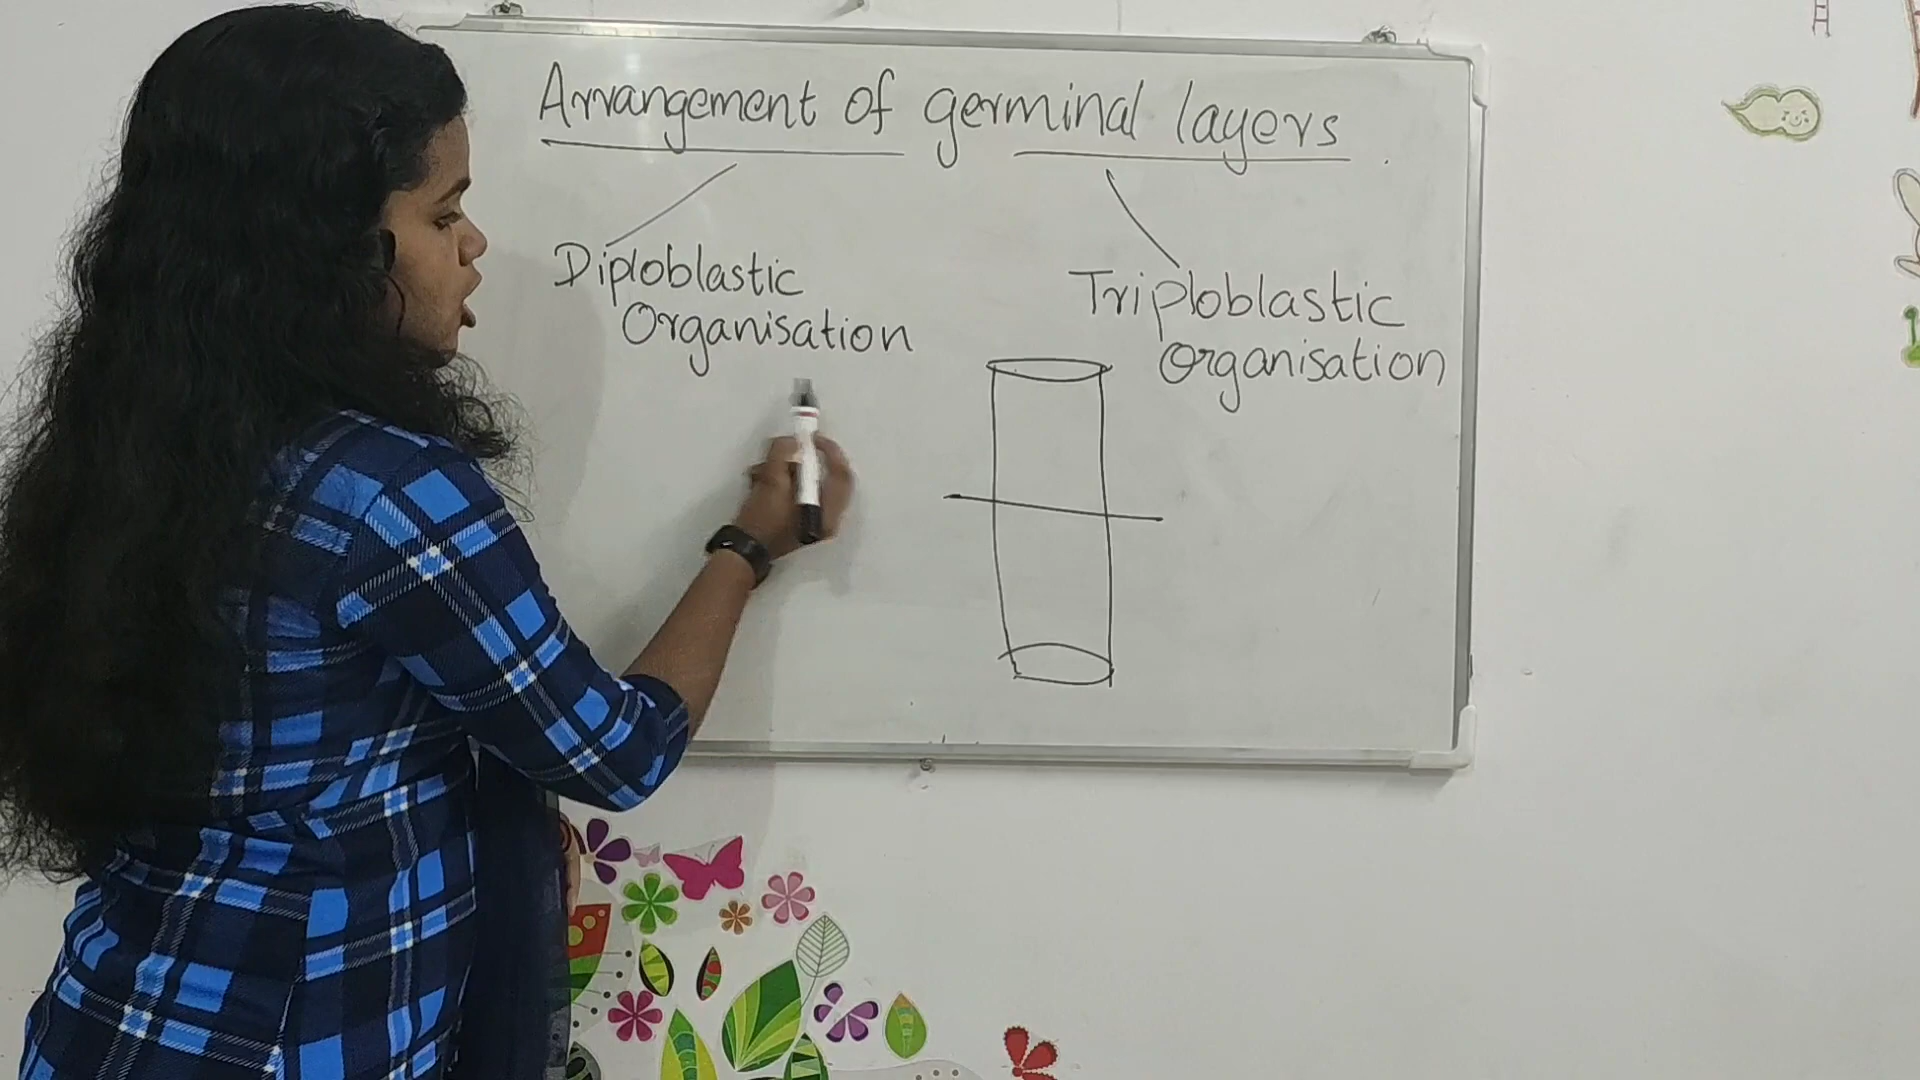 Arrangement of germinal layers
Diploblastic
Organisation
Triploblastic
Organisation